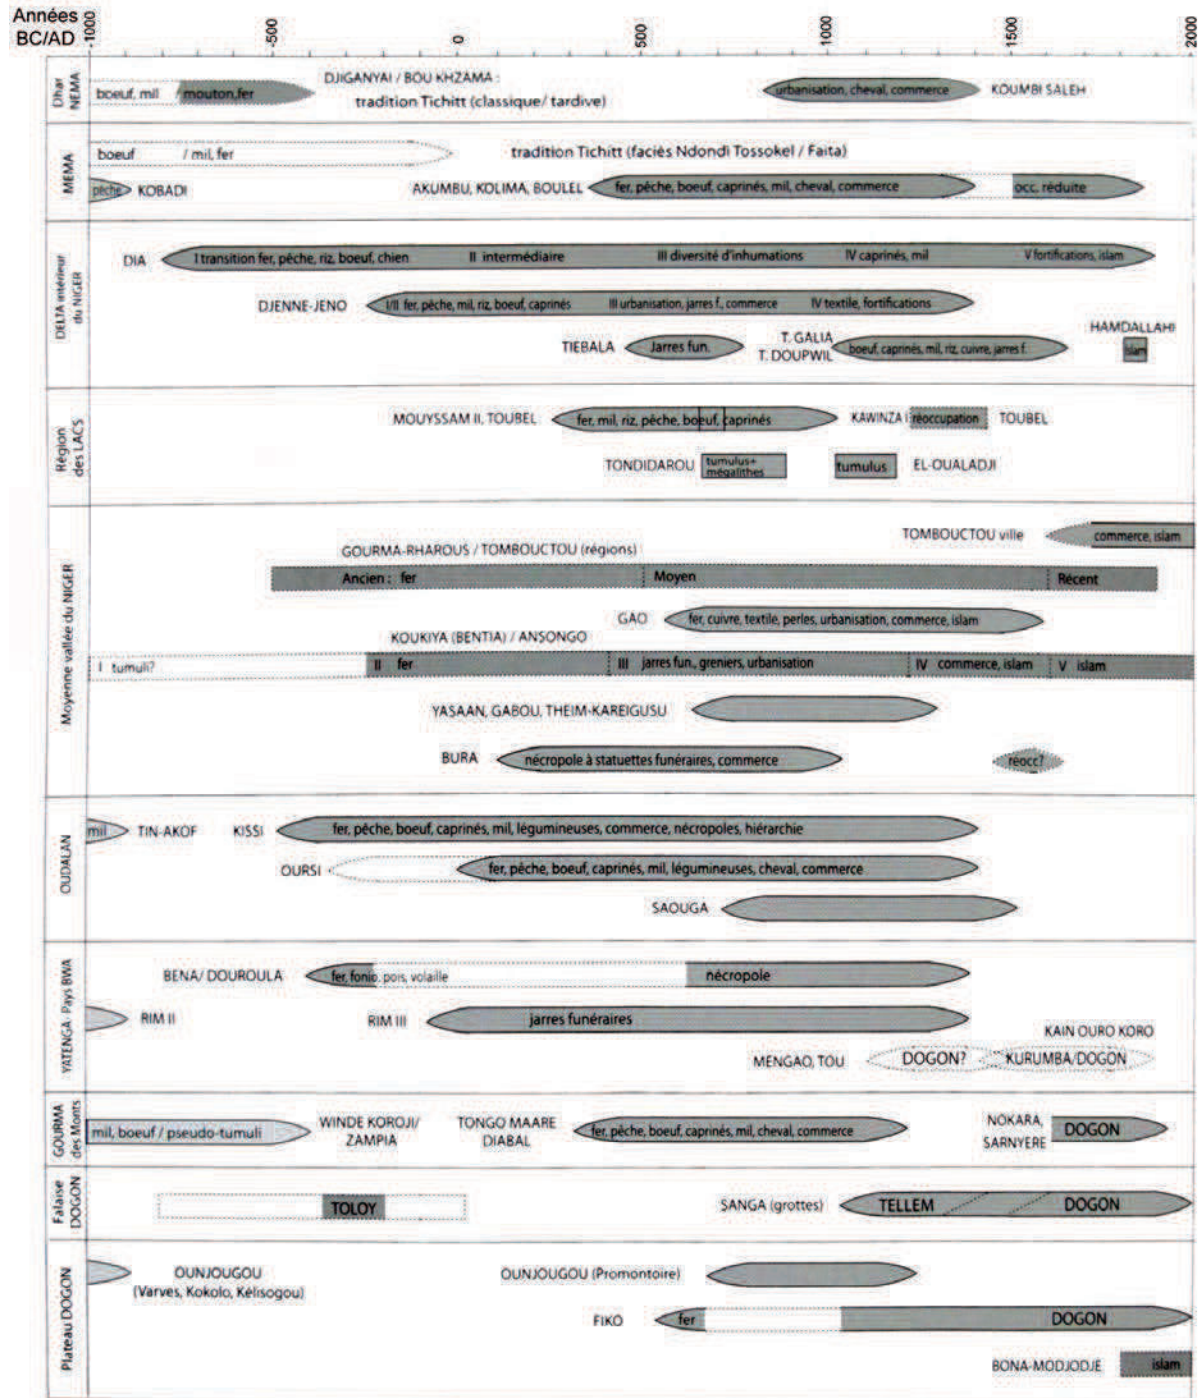 Années
BC/AD
-1000
-500
0
500
1000
1500
2000
Dhar
NEMA
boeuf, mil / mouton,fer
DJIGANYAI / BOU KHZAMA :
tradition Tichitt (classique/ tardive)
urbanisation, cheval, commerce
KOUMBI SALEH
MEMA
boeuf / mil, fer
tradition Tichitt (faciès Ndondi Tossokel / Faita)
pêche
KOBADI
AKUMBU, KOLIMA, BOULEL
fer, pêche, boeuf, caprinés, mil, cheval, commerce
occ. réduite
DELTA intérieur
du NIGER
DIA
I transition fer, pêche, riz, boeuf, chien
II intermédiaire
III diversité d'inhumations
IV caprinés, mil
V fortifications, islam
DJENNE-JENO
I/II fer, pêche, mil, riz, boeuf, caprinés
III urbanisation, jarres f., commerce
IV textile, fortifications
TIEBALA
Jarres fun.
T. GALIA
T. DOUPWIL
boeuf, caprinés, mil, riz, cuivre, jarres f.
HAMDALLAHI
islam
Région
des LACS
MOUYSSAM II, TOUBEL
fer, mil, riz, pêche, boeuf, caprinés
KAWINZA I
réoccupation
TOUBEL
TONDIDAROU
tumulus+
mégalithes
tumulus
EL-OUALADJI
Moyenne vallée du NIGER
TOMBOUCTOU ville
commerce, islam
GOURMA-RHAROUS / TOMBOUCTOU (régions)
Ancien : fer
Moyen
Récent
GAO
fer, cuivre, textile, perles, urbanisation, commerce, islam
KOUKIYA (BENTIA) / ANSONGO
I tumuli?
II fer
III jarres fun., greniers, urbanisation
IV commerce, islam
V islam
YASAAN, GABOU, THEIM-KAREIGUSU
BURA
nécropole à statuettes funéraires, commerce
réocc?
OUDALAN
mil
TIN-AKOF
KISSI
fer, pêche, boeuf, caprinés, mil, légumineuses, commerce, nécropoles, hiérarchie
OURSI
fer, pêche, boeuf, caprinés, mil, légumineuses, cheval, commerce
SAOUGA
YATENGA - Pays BWA
BENA/ DOUROULA
fer, fonio, pois, volaille
nécropole
RIM II
RIM III
jarres funéraires
KAIN OURO KORO
MENGAO, TOU
DOGON?
KURUMBA/DOGON
GOURMA
des Monts
mil, boeuf / pseudo-tumuli
WINDE KOROJI/
ZAMPIA
TONGO MAARE
DIABAL
fer, pêche, boeuf, caprinés, mil, cheval, commerce
NOKARA,
SARNYERE
DOGON
Falaise
DOGON
TOLOY
SANGA (grottes)
TELLEM
DOGON
Plateau DOGON
OUNJOUGOU
(Varves, Kokolo, Kélisogou)
OUNJOUGOU (Promontoire)
FIKO
fer
DOGON
BONA-MODJODJE
islam